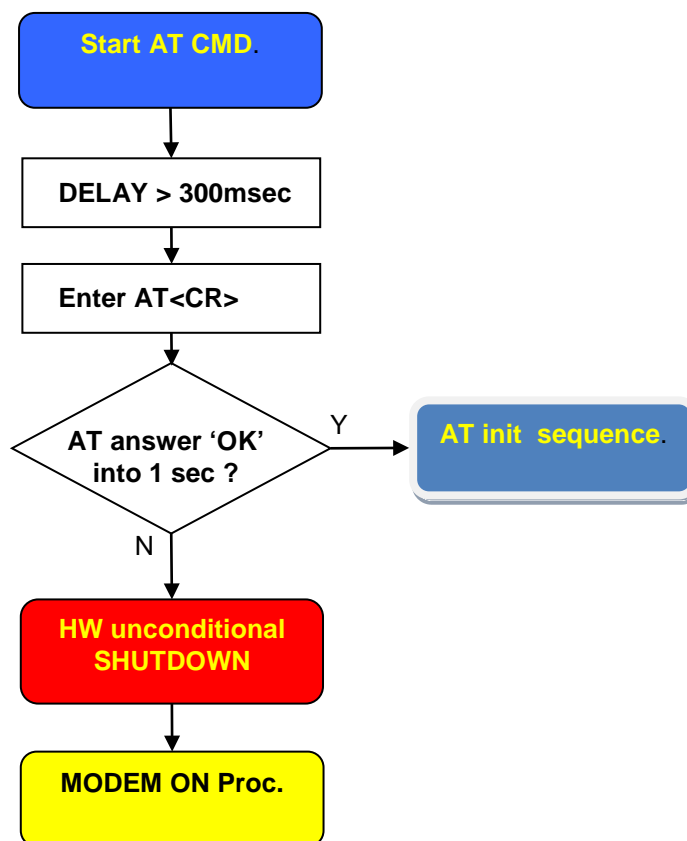 Start AT CMD.
DELAY > 300msec
Enter AT<CR>
AT answer ‘OK’
into 1 sec ?
Y
AT init sequence.
N
HW unconditional
SHUTDOWN
MODEM ON Proc.